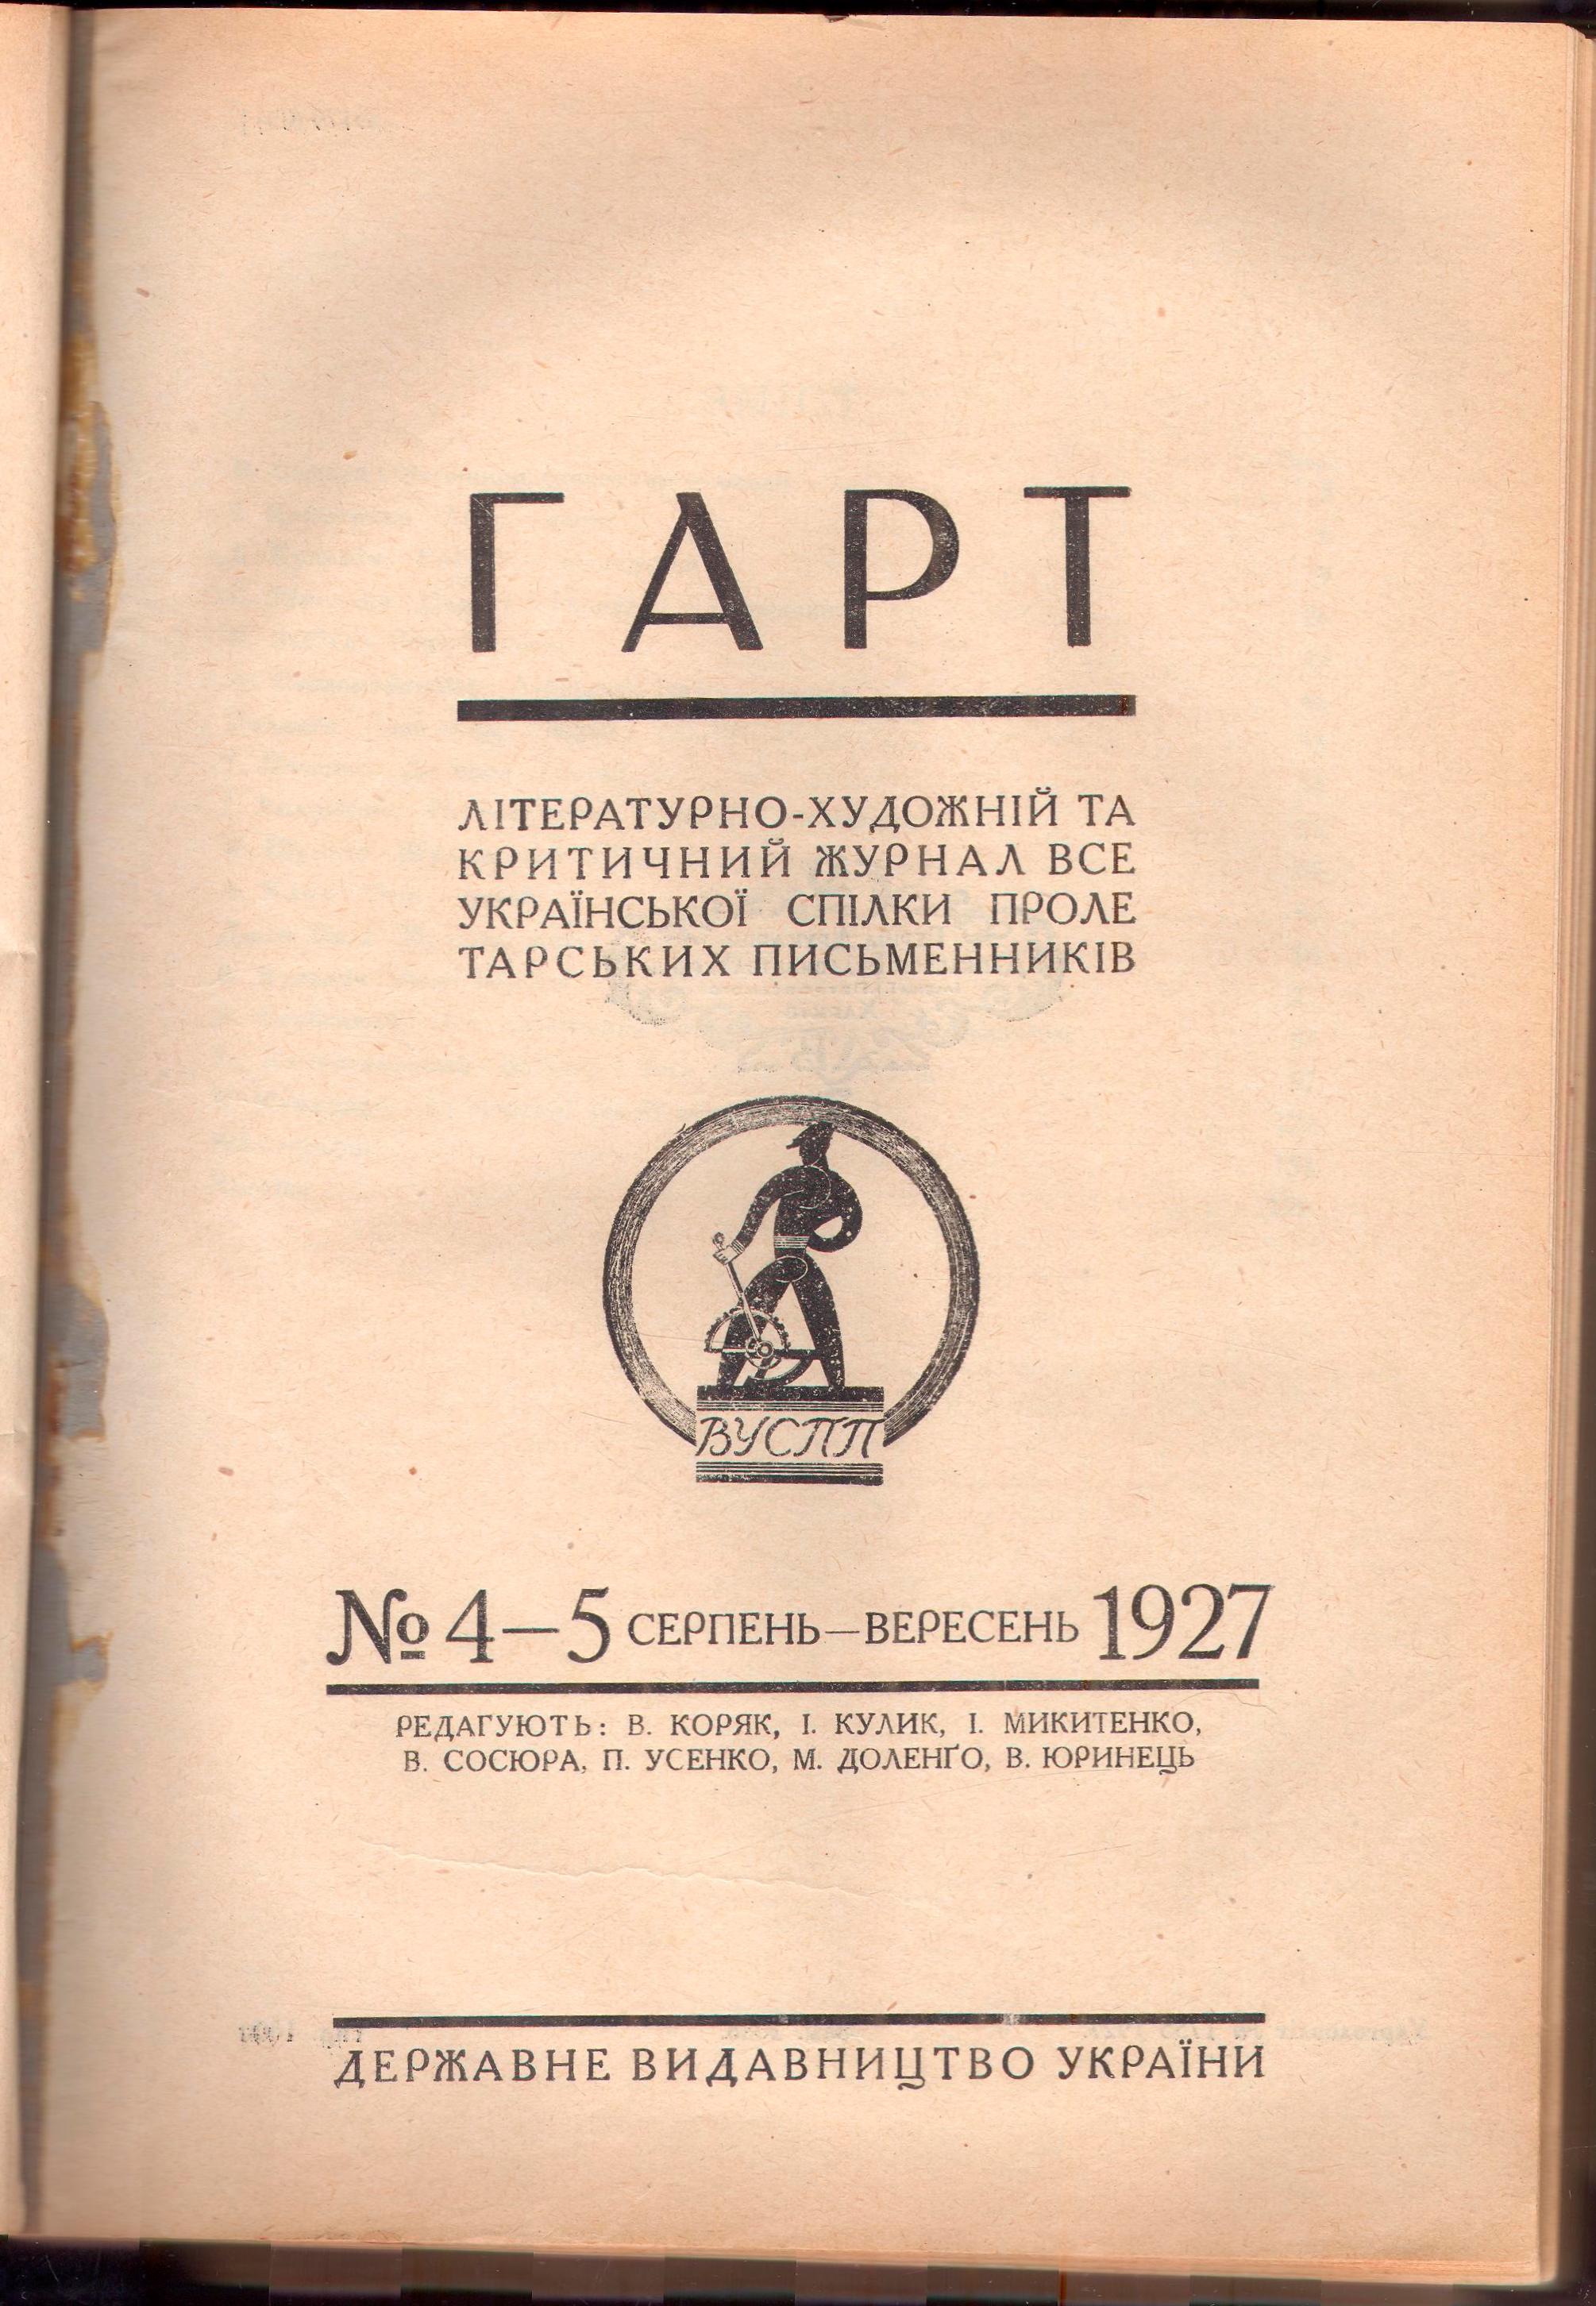 ГАРТ
ЛІТЕРАТУРНО-ХУДОЖНІЙ ТА
КРИТИЧНИЙ ЖУРНАЛ ВСЕ
УКРАЇНСЬКОЇ СПІЛКИ ПРОЛЕ
ТАРСЬКИХ ПИСЬМЕННИКІВ
ВУСПП
№ 4—5 СЕРПЕНЬ—ВЕРЕСЕНЬ 1927
РЕДАГУЮТЬ: В. КОРЯК, І. КУЛИК, І. МИКИТЕНКО,
В. СОСЮРА, П. УСЕНКО, М. ДОЛЕНҐО, В. ЮРИНЕЦЬ
ДЕРЖАВНЕ ВИДАВНИЦТВО УКРАЇНИ